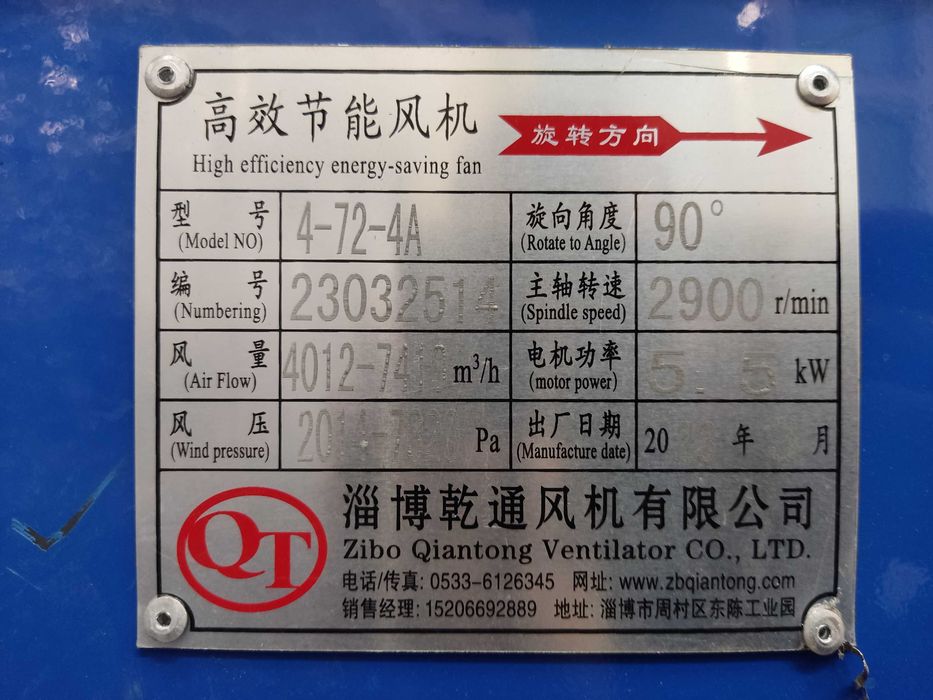 高效节能风机
High efficiency energy-saving fan
旋转方向
型 号 (Model NO) 4-72-4A 旋向角度 (Rotate to Angle) 90°
编 号 (Numbering) 23032514 主轴转速 (Spindle speed) 2900 r/min
风 量 (Air Flow) m³/h 电机功率 (motor power) 5.5 kW
风 压 (Wind pressure) Pa 出厂日期 (Manufacture date) 20 年 月
QT
淄博乾通风机有限公司
Zibo Qiantong Ventilator CO., LTD.
电话/传真: 0533-6126345 网址: www.zbqiantong.com
销售经理: 15206692889 地址: 淄博市周村区东陈工业园